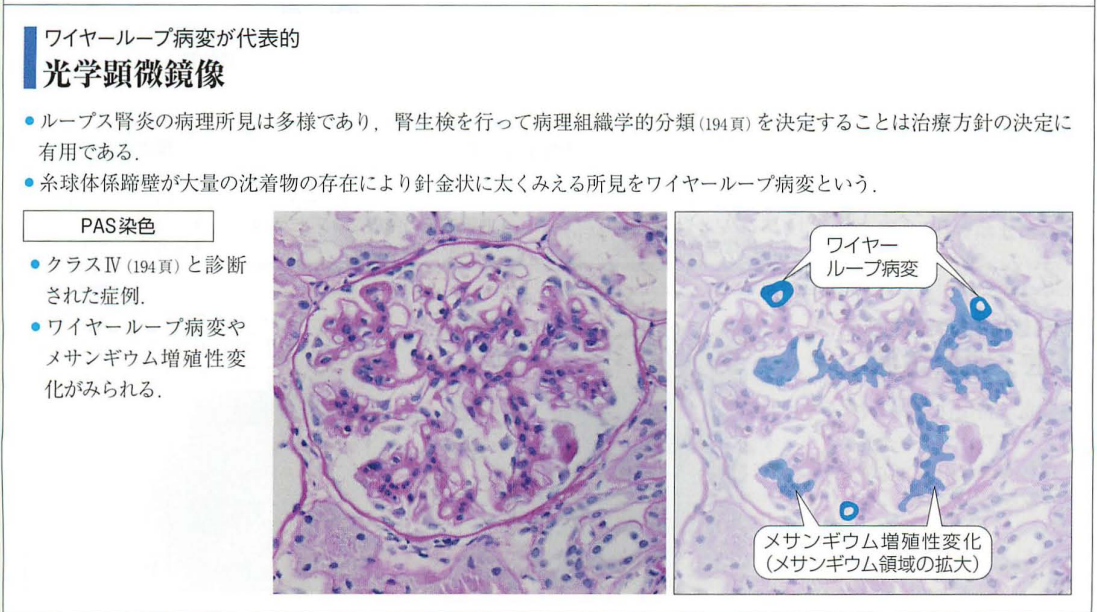 ワイヤーループ病変が代表的
光学顕微鏡像
● ループス腎炎の病理所見は多様であり，腎生検を行って病理組織学的分類(194頁)を決定することは治療方針の決定に
有用である．
● 糸球体係蹄壁が大量の沈着物の存在により針金状に太くみえる所見をワイヤーループ病変という．
PAS染色
● クラスⅣ(194頁)と診断
された症例．
● ワイヤーループ病変や
メサンギウム増殖性変
化がみられる．
ワイヤー
ループ病変
メサンギウム増殖性変化
(メサンギウム領域の拡大)